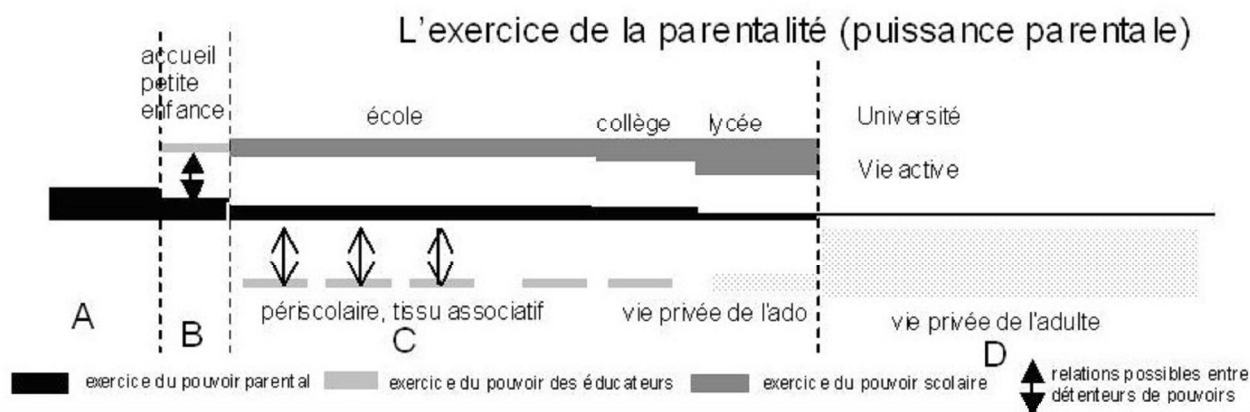 L'exercice de la parentalité (puissance parentale)
accueil
petite
enfance
école
collège
lycée
Université
Vie active
périscolaire, tissu associatif
vie privée de l'ado
vie privée de l'adulte
A
B
C
D
exercice du pouvoir parental
exercice du pouvoir des éducateurs
exercice du pouvoir scolaire
relations possibles entre
détenteurs de pouvoirs